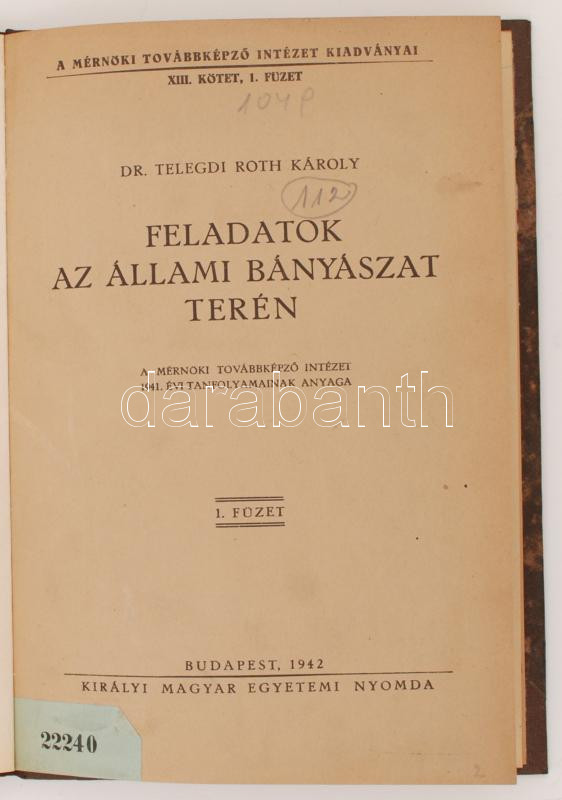 A MÉRNÖKI TOVÁBBKÉPZŐ INTÉZET KIADVÁNYAI
XIII. KÖTET, 1. FÜZET
DR. TELEGDI ROTH KÁROLY
112
FELADATOK
AZ ÁLLAMI BÁNYÁSZAT
TERÉN
A MÉRNÖKI TOVÁBBKÉPZŐ INTÉZET
1941. ÉVI TANFOLYAMAINAK ANYAGA
darabanth
1. FÜZET
BUDAPEST, 1942
KIRÁLYI MAGYAR EGYETEMI NYOMDA
22240
2